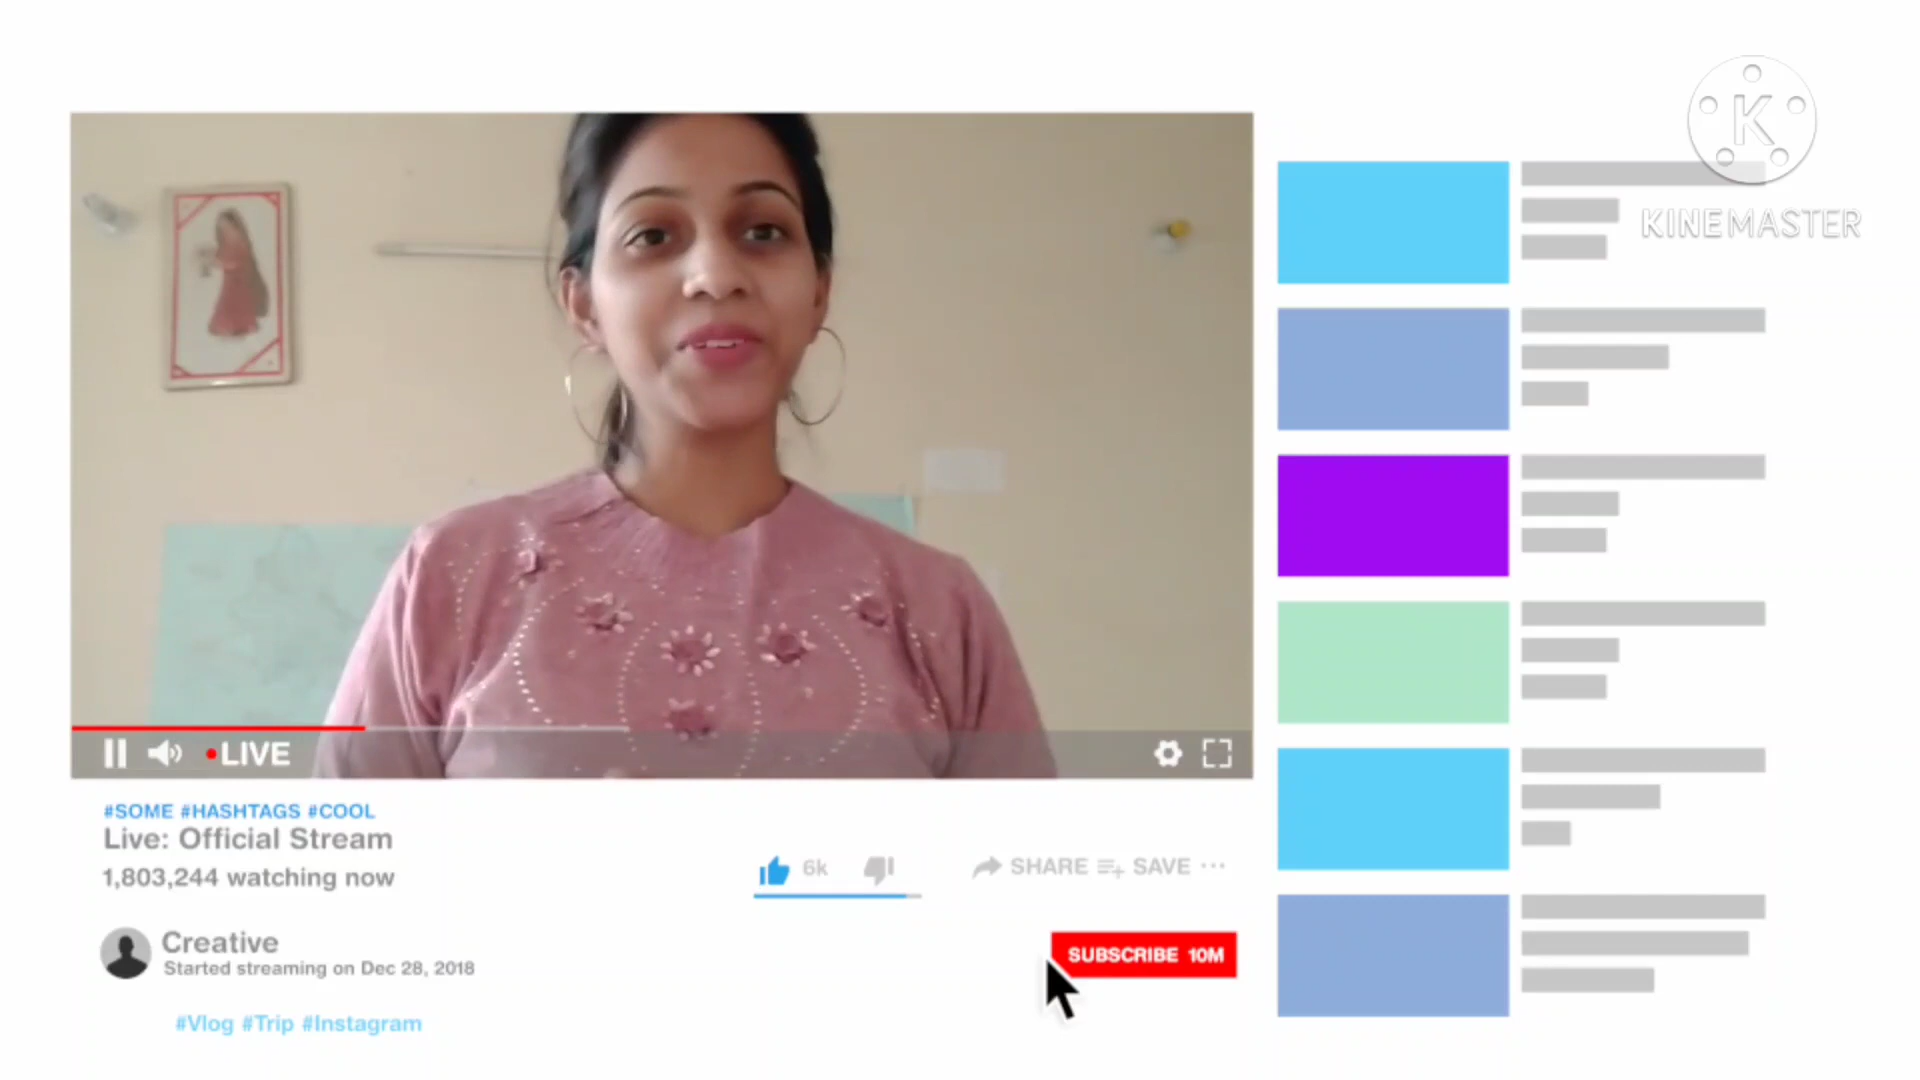 K
KINEMASTER
LIVE
#SOME #HASHTAGS #COOL
Live: Official Stream
1,803,244 watching now
6k
SHARE
SAVE
Creative
Started streaming on Dec 28, 2018
SUBSCRIBE 10M
#Vlog #Trip #Instagram